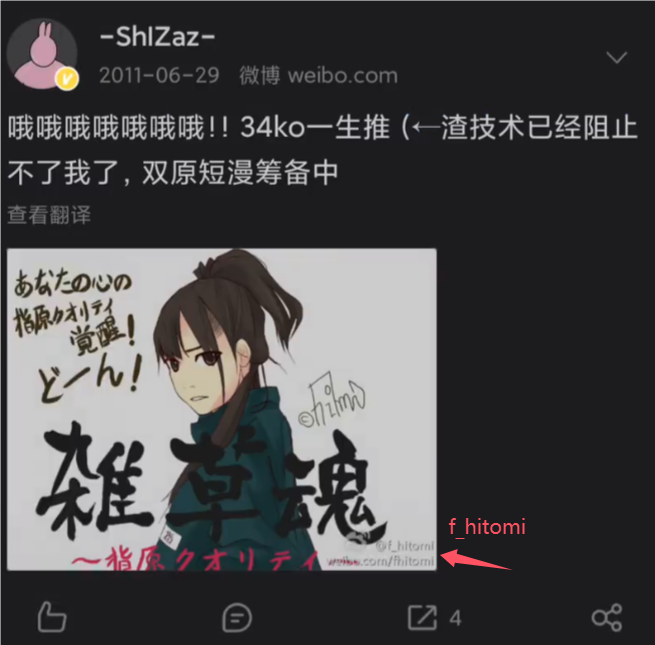 -ShIZaz-
2011-06-29 微博 weibo.com
哦哦哦哦哦哦哦!! 34ko一生推 (←渣技术已经阻止
不了我了, 双原短漫筹备中
查看翻译
あなたの心の
指原クオリティ
覚醒!
どーん!
雑草魂
~指原クオリティ~
@f_hitomi
weibo.com/fhitomi
f_hitomi
4